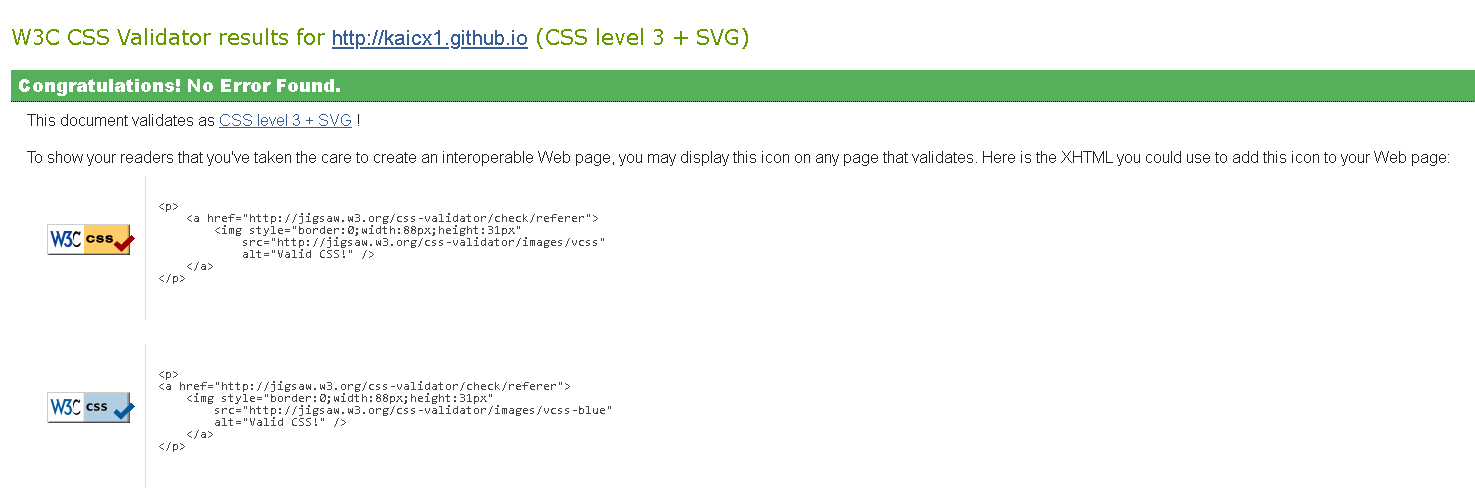 W3C CSS Validator results for http://kaicx1.github.io (CSS level 3 + SVG)
Congratulations! No Error Found.
This document validates as CSS level 3 + SVG !
To show your readers that you've taken the care to create an interoperable Web page, you may display this icon on any page that validates. Here is the XHTML you could use to add this icon to your Web page:
W3C css
<p>
    <a href="http://jigsaw.w3.org/css-validator/check/referer">
        <img style="border:0;width:88px;height:31px"
            src="http://jigsaw.w3.org/css-validator/images/vcss"
            alt="Valid CSS!" />
    </a>
</p>
W3C css
<p>
<a href="http://jigsaw.w3.org/css-validator/check/referer">
    <img style="border:0;width:88px;height:31px"
        src="http://jigsaw.w3.org/css-validator/images/vcss-blue"
        alt="Valid CSS!" />
    </a>
</p>